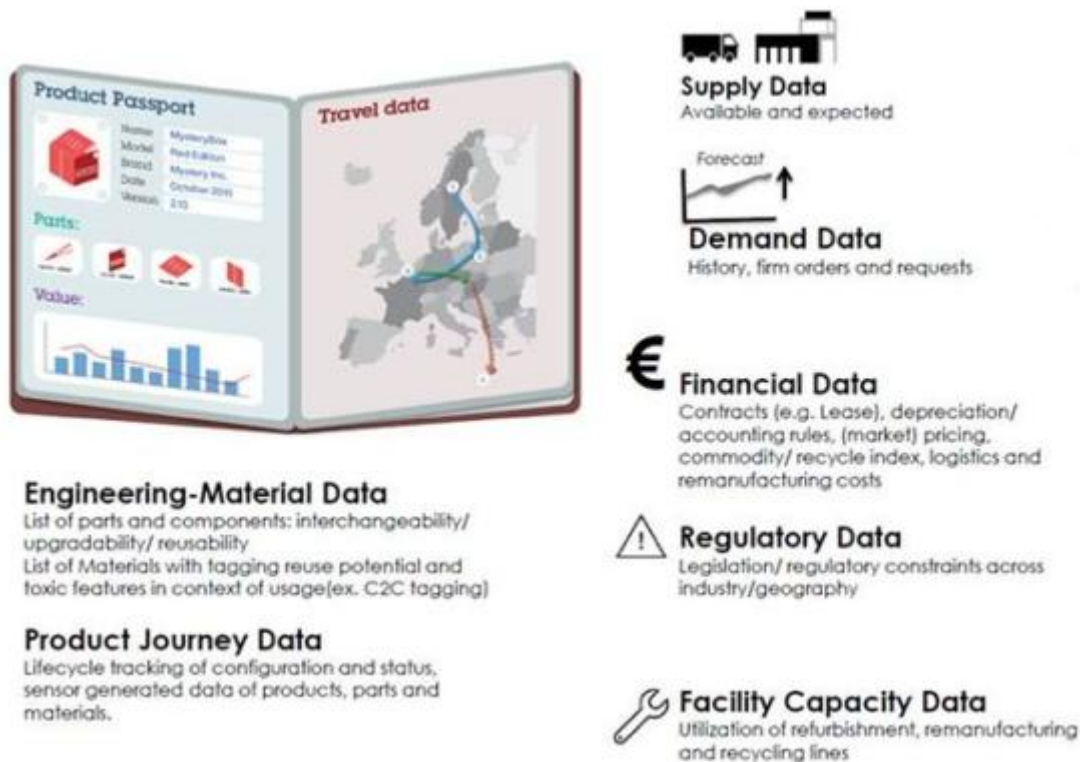 Product Passport
Name MysteryBox
Model Red Edition
Brand Mystery Inc.
Date October 2011
Version 2.10
Parts:
Value:
Travel data
Supply Data
Available and expected
Forecast
Demand Data
History, firm orders and requests
€
Financial Data
Contracts (e.g. Lease), depreciation/
accounting rules, (market) pricing,
commodity/ recycle index, logistics and
remanufacturing costs
!
Regulatory Data
Legislation/ regulatory constraints across
industry/geography
Facility Capacity Data
Utilization of refurbishment, remanufacturing
and recycling lines
Engineering-Material Data
List of parts and components: interchangeability/
upgradability/ reusability
List of Materials with tagging reuse potential and
toxic features in context of usage(ex. C2C tagging)
Product Journey Data
Lifecycle tracking of configuration and status,
sensor generated data of products, parts and
materials.